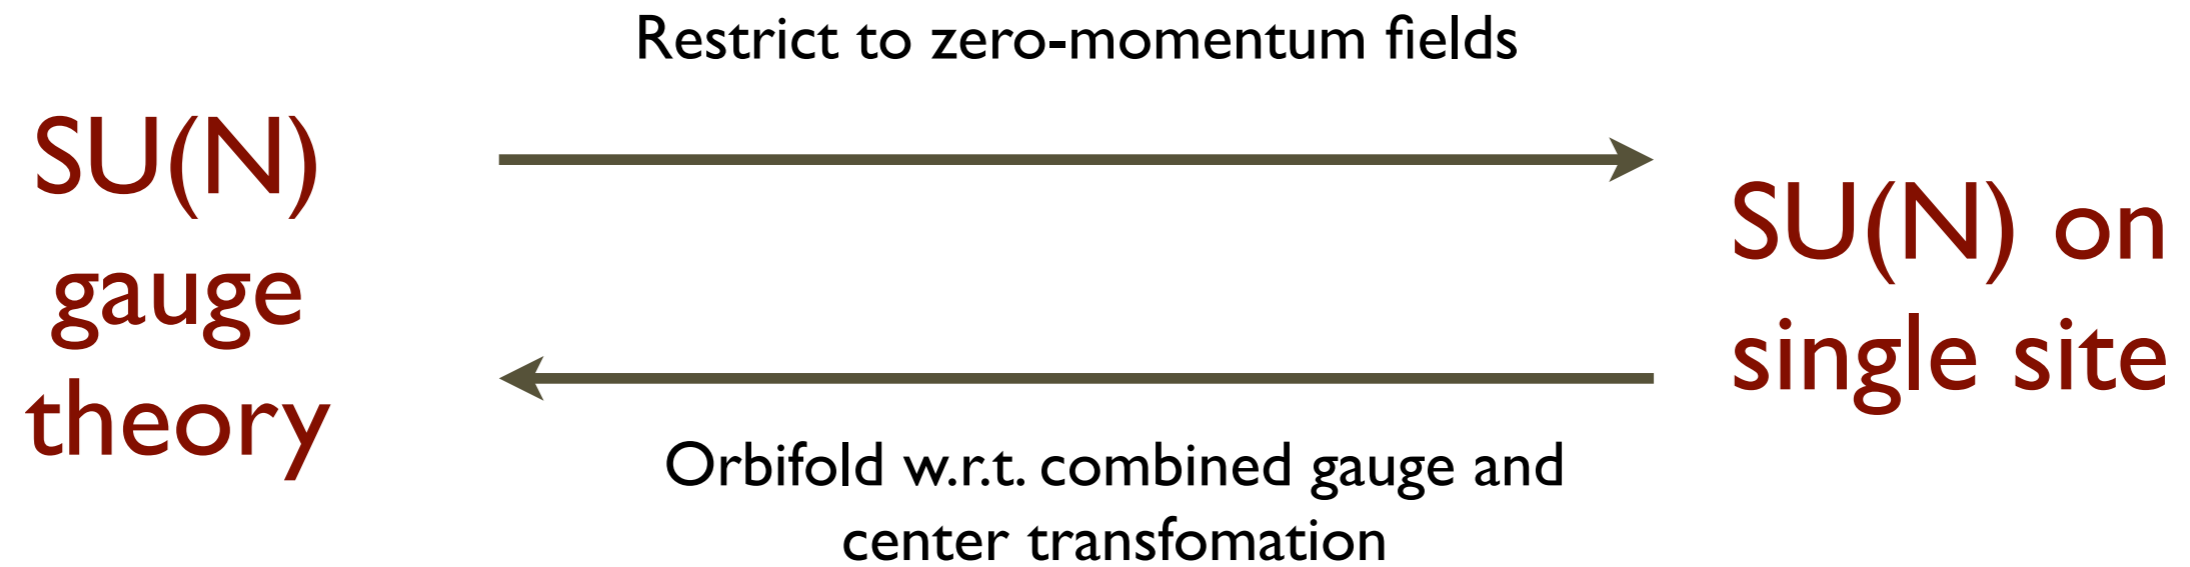 Restrict to zero-momentum fields
SU(N)
gauge
theory
SU(N) on
single site
Orbifold w.r.t. combined gauge and
center transfomation